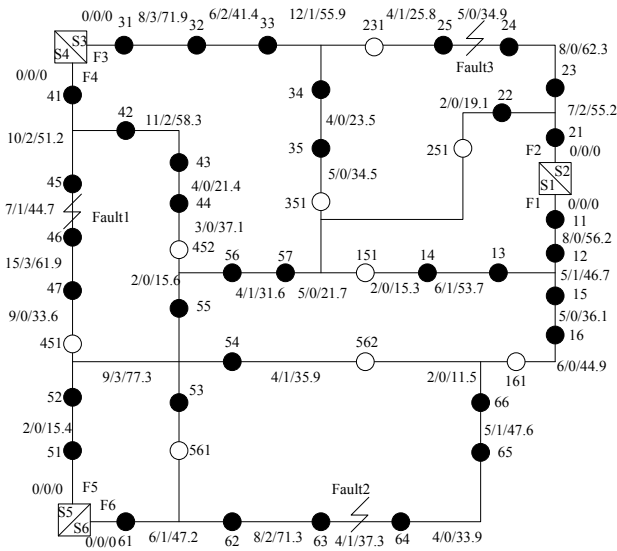 0/0/0 31 8/3/71.9 32 6/2/41.4 33 12/1/55.9 231 4/1/25.8 25 5/0/34.9 24
S3 F3 Fault3 8/0/62.3
S4 F4
0/0/0 23
41 34 2/0/19.1 22 7/2/55.2
42 11/2/58.3 4/0/23.5 21
10/2/51.2 35 251 F2 0/0/0
43 5/0/34.5 S2
45 4/0/21.4 S1
7/1/44.7 Fault1 44 351 F1 0/0/0
46 3/0/37.1 11
452 8/0/56.2
15/3/61.9 56 57 151 14 13 12
47 2/0/15.6 4/1/31.6 5/0/21.7 2/0/15.3 6/1/53.7 5/1/46.7
9/0/33.6 55 15
5/0/36.1
451 54 562 16
9/3/77.3 4/1/35.9 2/0/11.5 161 6/0/44.9
52 53 66
2/0/15.4 5/1/47.6
51 561 65
0/0/0 F5 Fault2
S5 F6
S6 0/0/0 61 6/1/47.2 62 8/2/71.3 63 4/1/37.3 64 4/0/33.9